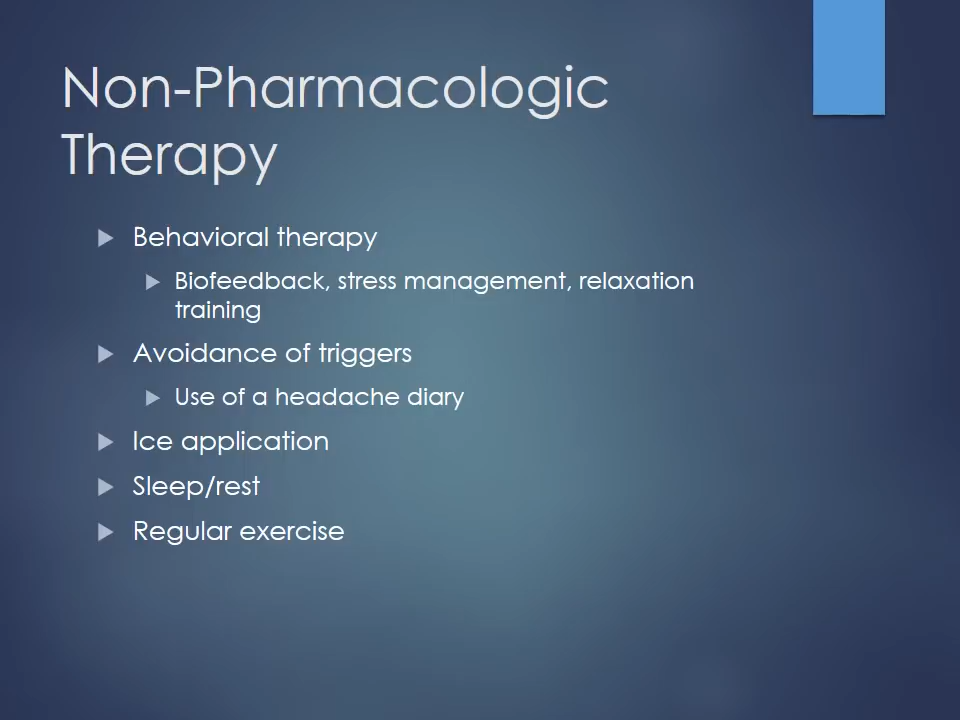 Non-Pharmacologic
Therapy
Behavioral therapy
Biofeedback, stress management, relaxation
training
Avoidance of triggers
Use of a headache diary
Ice application
Sleep/rest
Regular exercise